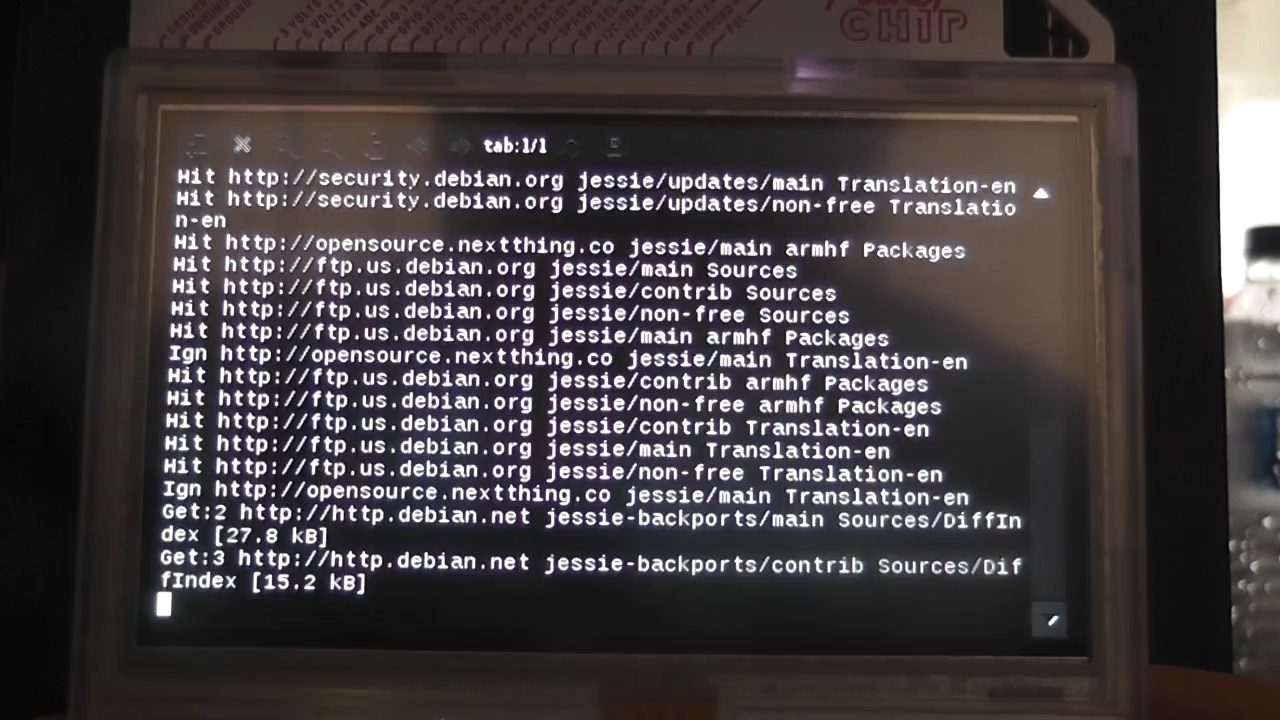 GROUND
GROUND
3 VOLTS
5 VOLTS
BATTERY
CHIP
tab:1/1
Hit http://security.debian.org jessie/updates/main Translation-en
Hit http://security.debian.org jessie/updates/non-free Translatio
n-en
Hit http://opensource.nextthing.co jessie/main armhf Packages
Hit http://ftp.us.debian.org jessie/main Sources
Hit http://ftp.us.debian.org jessie/contrib Sources
Hit http://ftp.us.debian.org jessie/non-free Sources
Hit http://ftp.us.debian.org jessie/main armhf Packages
Ign http://opensource.nextthing.co jessie/main Translation-en
Hit http://ftp.us.debian.org jessie/contrib armhf Packages
Hit http://ftp.us.debian.org jessie/non-free armhf Packages
Hit http://ftp.us.debian.org jessie/contrib Translation-en
Hit http://ftp.us.debian.org jessie/main Translation-en
Hit http://ftp.us.debian.org jessie/non-free Translation-en
Ign http://opensource.nextthing.co jessie/main Translation-en
Get:2 http://http.debian.net jessie-backports/main Sources/DiffIn
dex [27.8 kB]
Get:3 http://http.debian.net jessie-backports/contrib Sources/Dif
fIndex [15.2 kB]